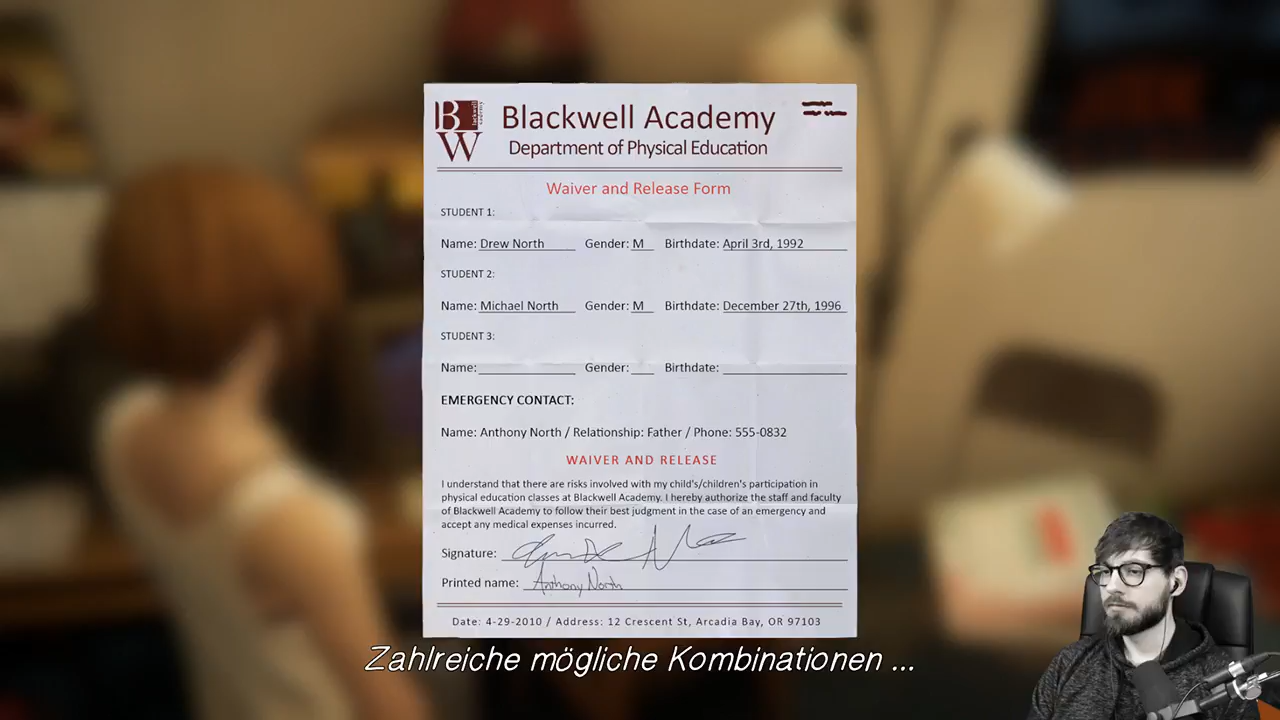 BW Blackwell Academy
Department of Physical Education
Waiver and Release Form
STUDENT 1:
Name: Drew North Gender: M Birthdate: April 3rd, 1992
STUDENT 2:
Name: Michael North Gender: M Birthdate: December 27th, 1996
STUDENT 3:
Name: Gender: Birthdate:
EMERGENCY CONTACT:
Name: Anthony North / Relationship: Father / Phone: 555-0832
WAIVER AND RELEASE
I understand that there are risks involved with my child's/children's participation in
physical education classes at Blackwell Academy. I hereby authorize the staff and faculty
of Blackwell Academy to follow their best judgment in the case of an emergency and
accept any medical expenses incurred.
Signature:
Printed name: Anthony North
Date: 4-29-2010 / Address: 12 Crescent St, Arcadia Bay, OR 97103
Zahlreiche mögliche Kombinationen ...